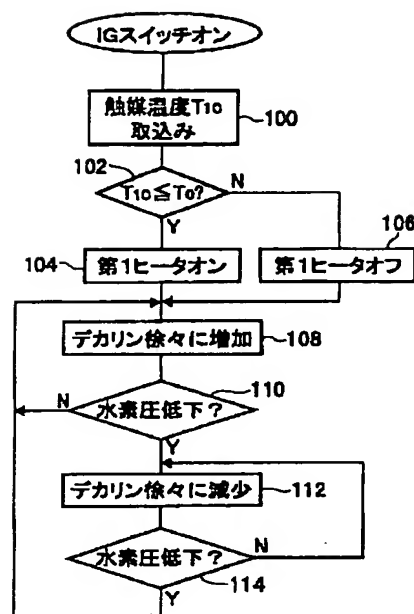 IGスイッチオン
触媒温度T10
取込み
100
102
T10≦T0?
N
Y
106
104
第1ヒータオン
第1ヒータオフ
デカリン徐々に増加
108
110
N
水素圧低下?
Y
デカリン徐々に減少
112
水素圧低下?
N
114
Y